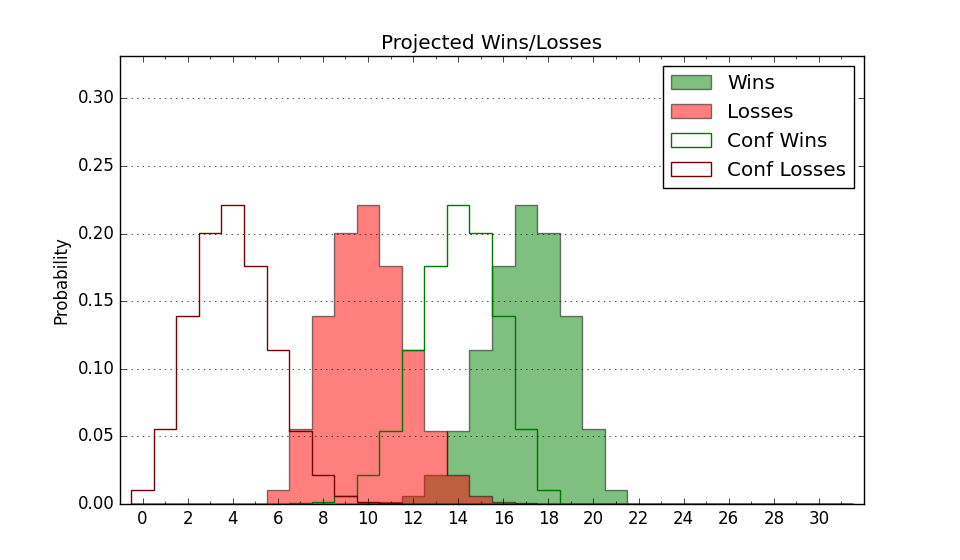 Projected Wins/Losses
Wins
Losses
Conf Wins
Conf Losses
Probability
0.30
0.25
0.20
0.15
0.10
0.05
0.00
0 2 4 6 8 10 12 14 16 18 20 22 24 26 28 30